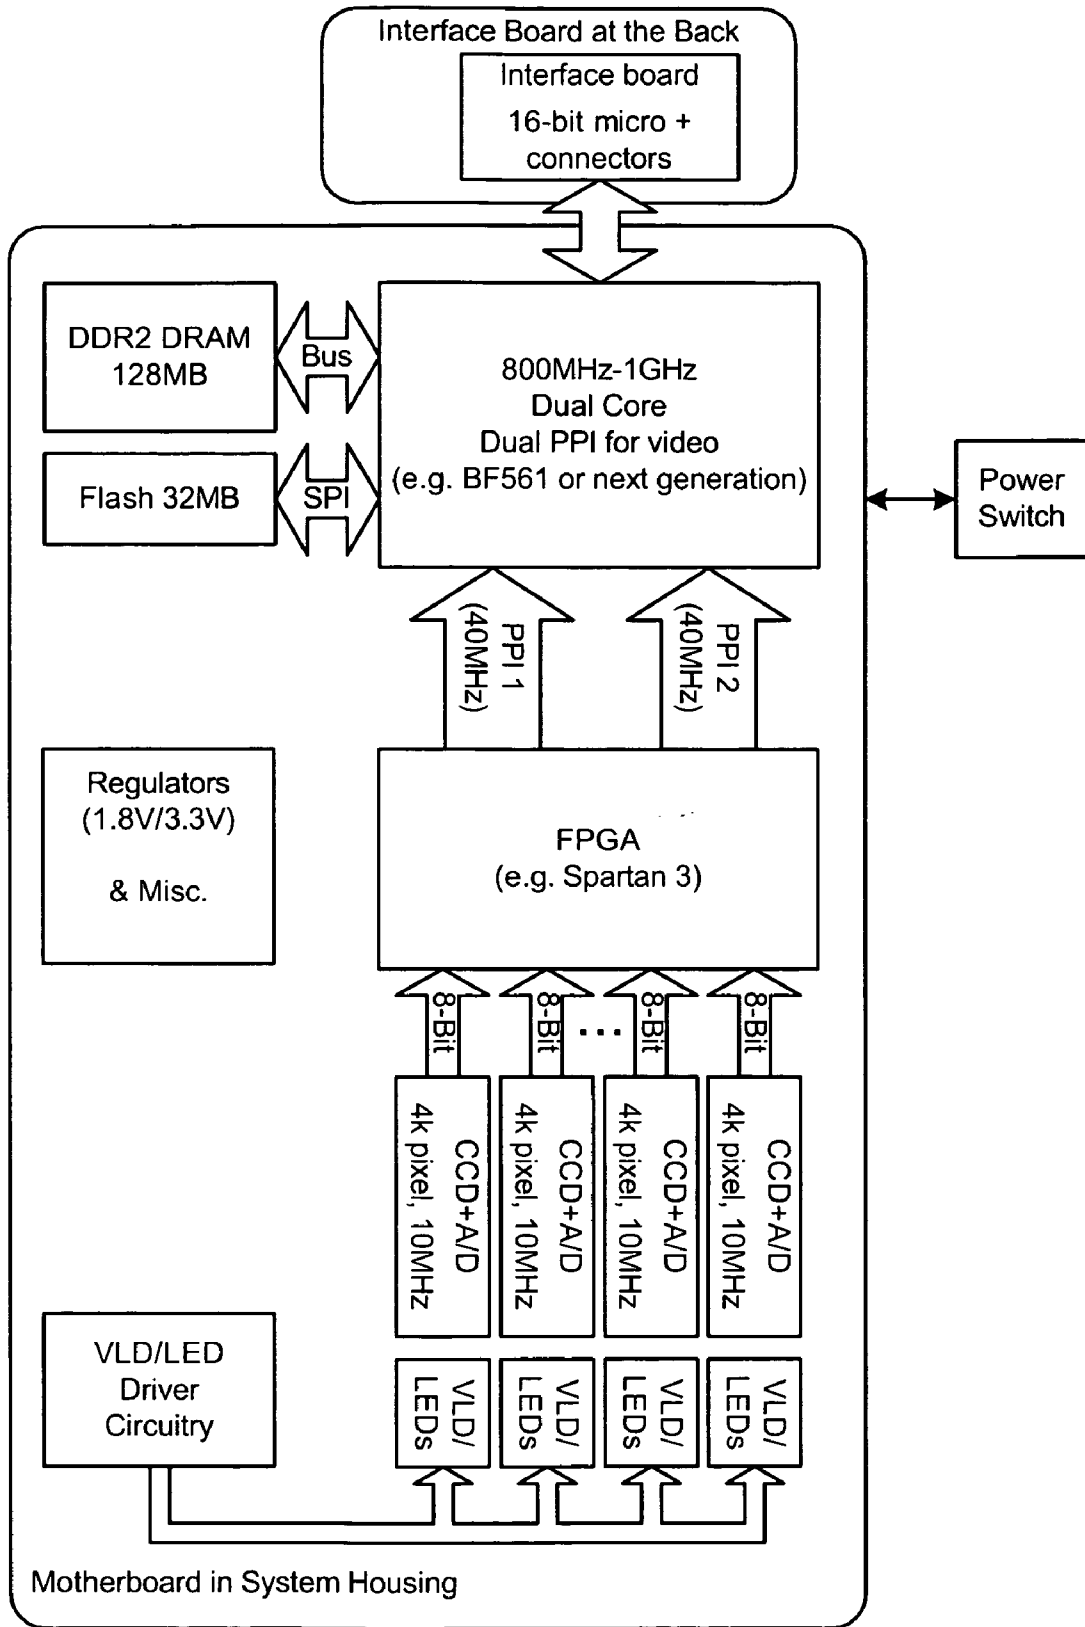 Interface Board at the Back
Interface board
16-bit micro +
connectors
DDR2 DRAM
128MB
Bus
800MHz-1GHz
Dual Core
Dual PPI for video
(e.g. BF561 or next generation)
Flash 32MB
SPI
Power
Switch
PPI 1
(40MHz)
PPI 2
(40MHz)
Regulators
(1.8V/3.3V)
& Misc.
FPGA
(e.g. Spartan 3)
8-Bit
8-Bit
...
8-Bit
8-Bit
CCD+A/D
4k pixel, 10MHz
CCD+A/D
4k pixel, 10MHz
CCD+A/D
4k pixel, 10MHz
CCD+A/D
4k pixel, 10MHz
VLD/LED
Driver
Circuitry
VLD/
LEDs
VLD/
LEDs
VLD/
LEDs
VLD/
LEDs
Motherboard in System Housing